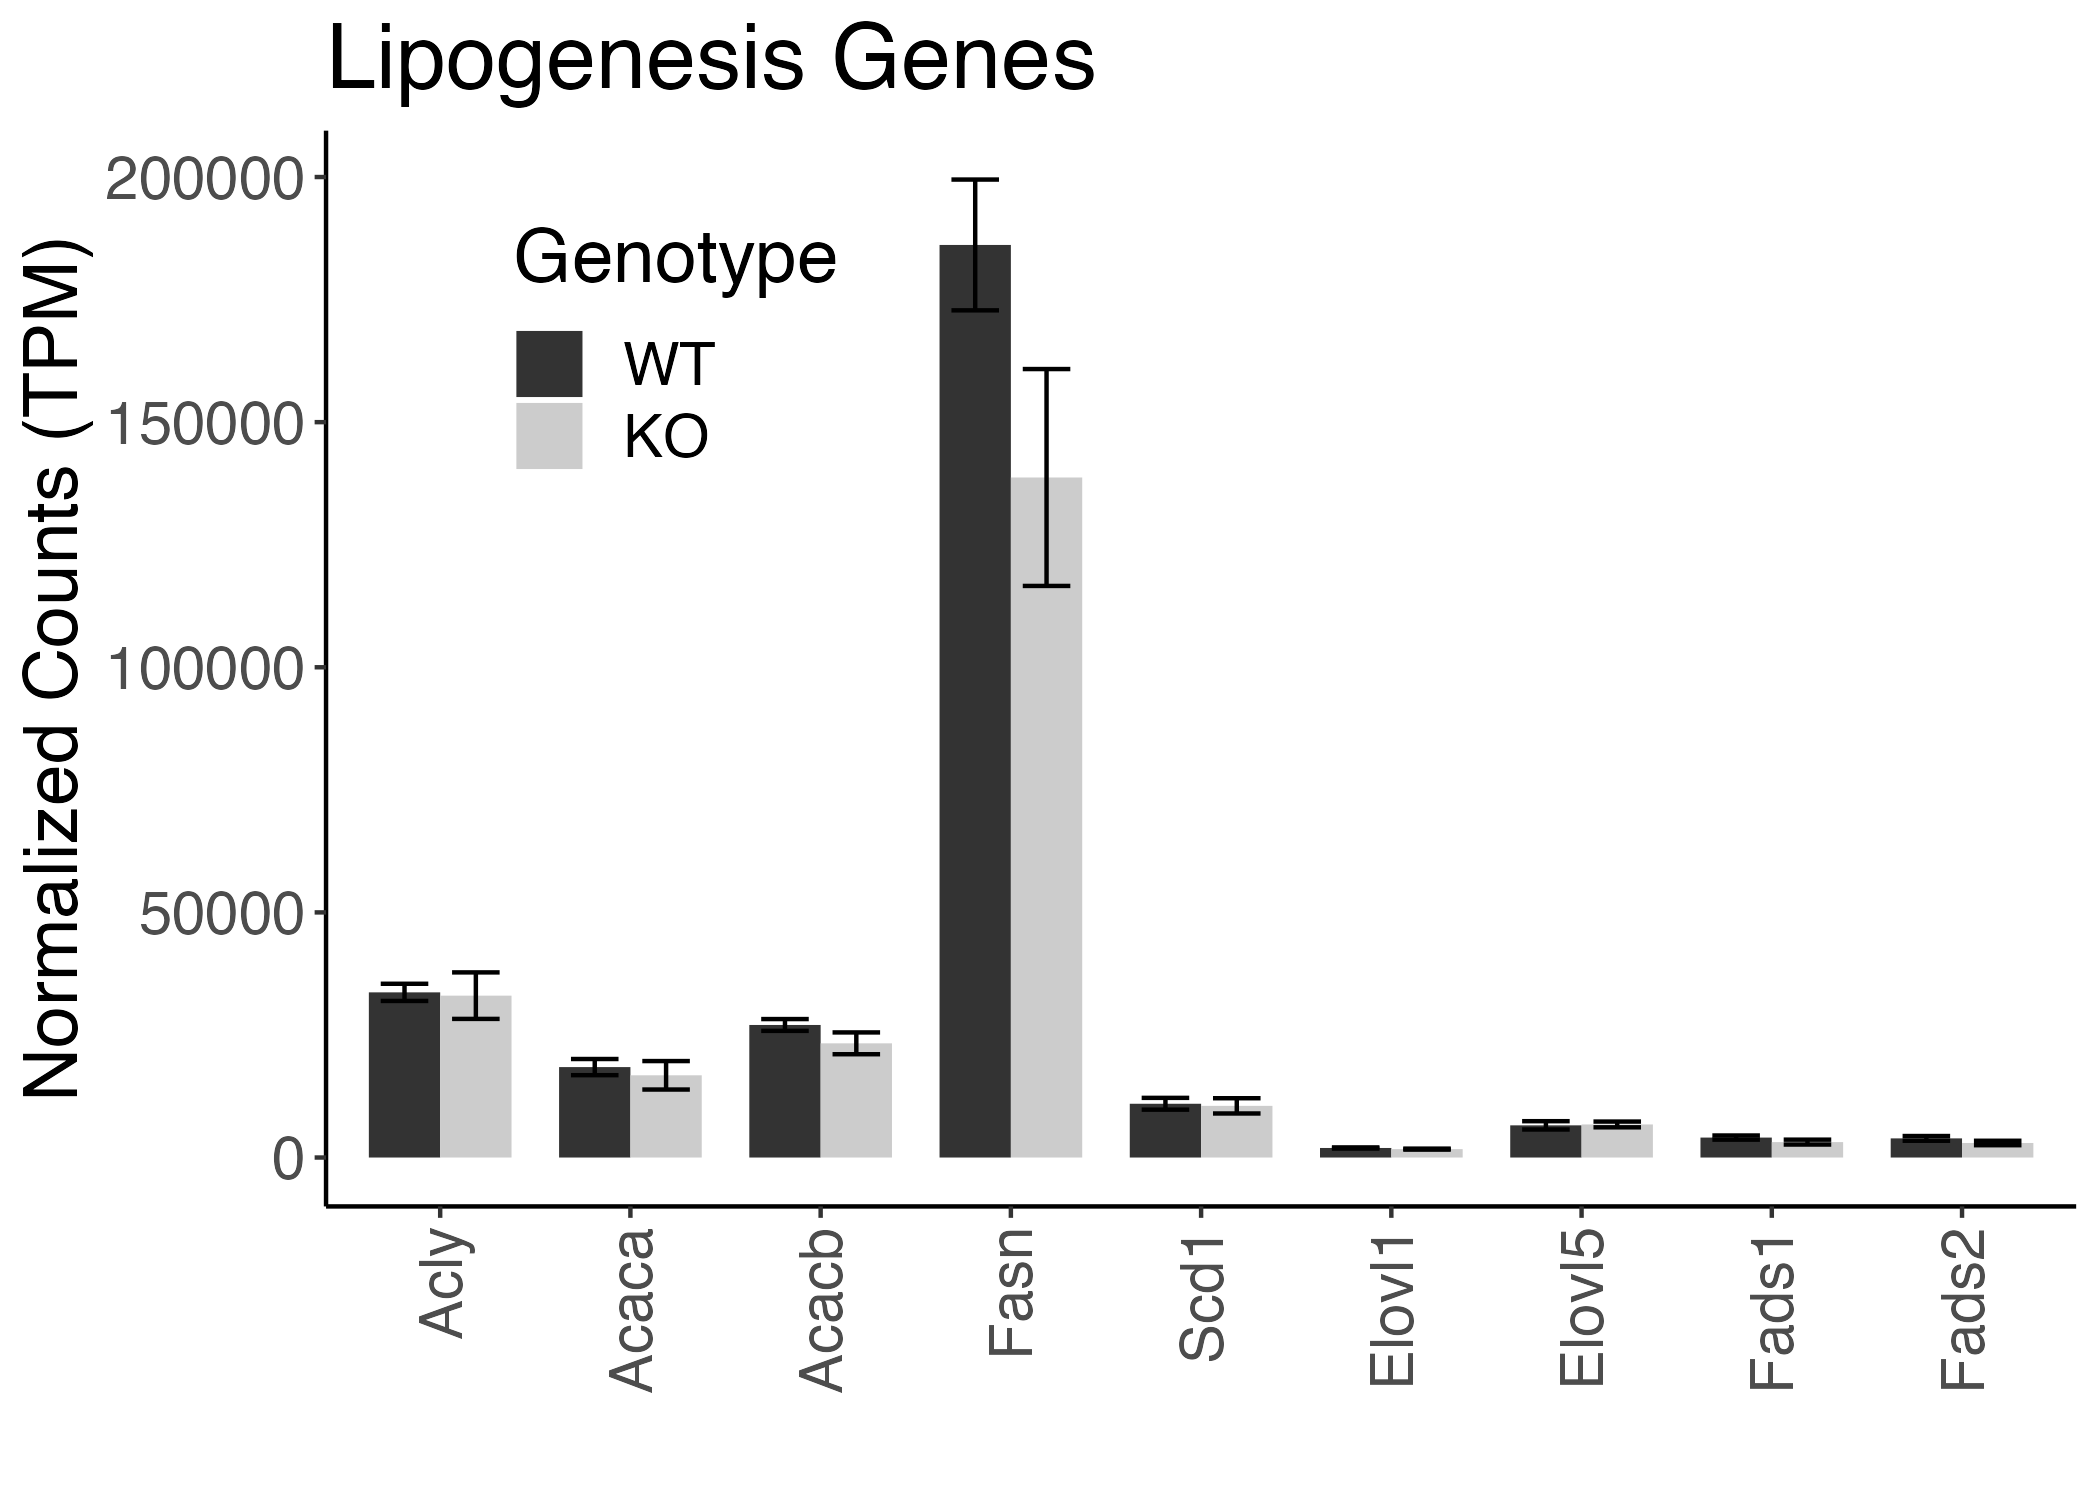 Lipogenesis Genes
Normalized Counts (TPM)
200000
150000
100000
50000
0
Genotype
WT
KO
Acly
Acaca
Acacb
Fasn
Scd1
Elovl1
Elovl5
Fads1
Fads2